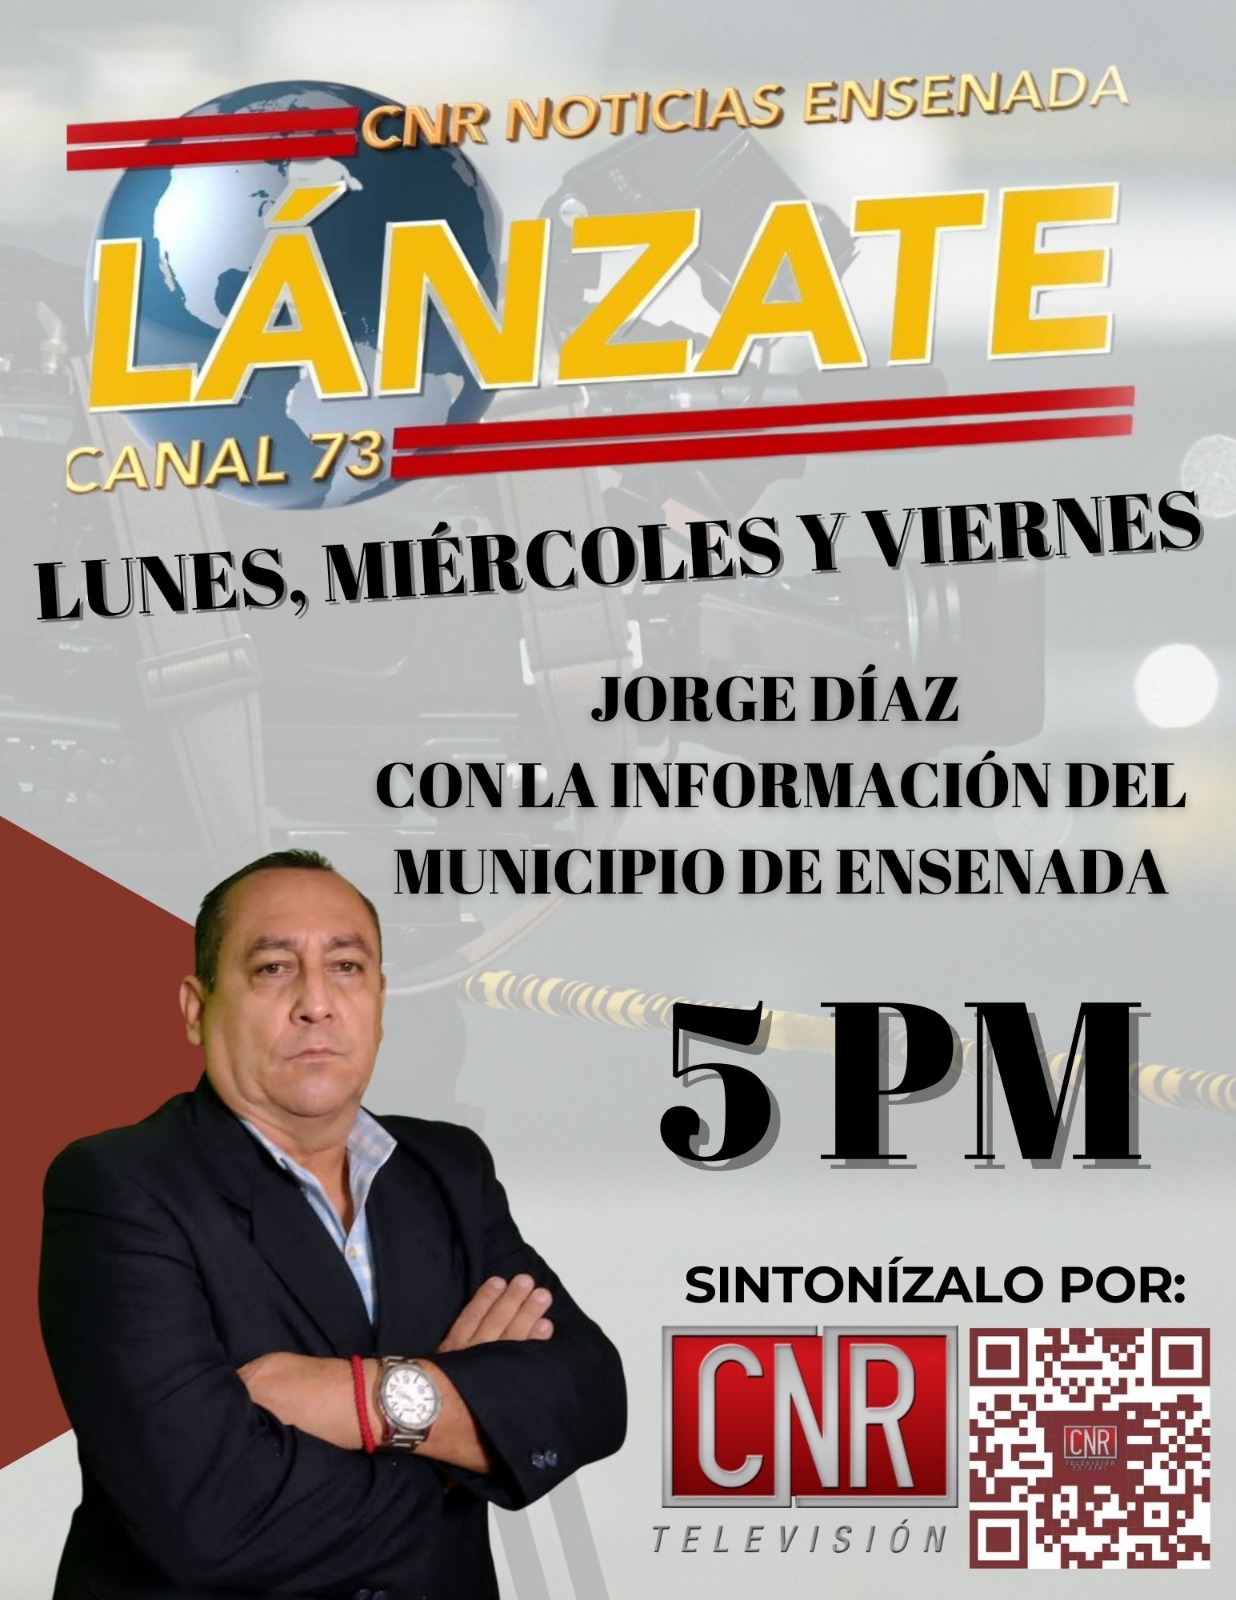 CNR NOTICIAS ENSENADA
LÁNZATE
CANAL 73
LUNES, MIÉRCOLES Y VIERNES
JORGE DÍAZ
CON LA INFORMACIÓN DEL
MUNICIPIO DE ENSENADA
5 PM
SINTONÍZALO POR:
CNR
TELEVISIÓN
CNR
TELEVISIÓN